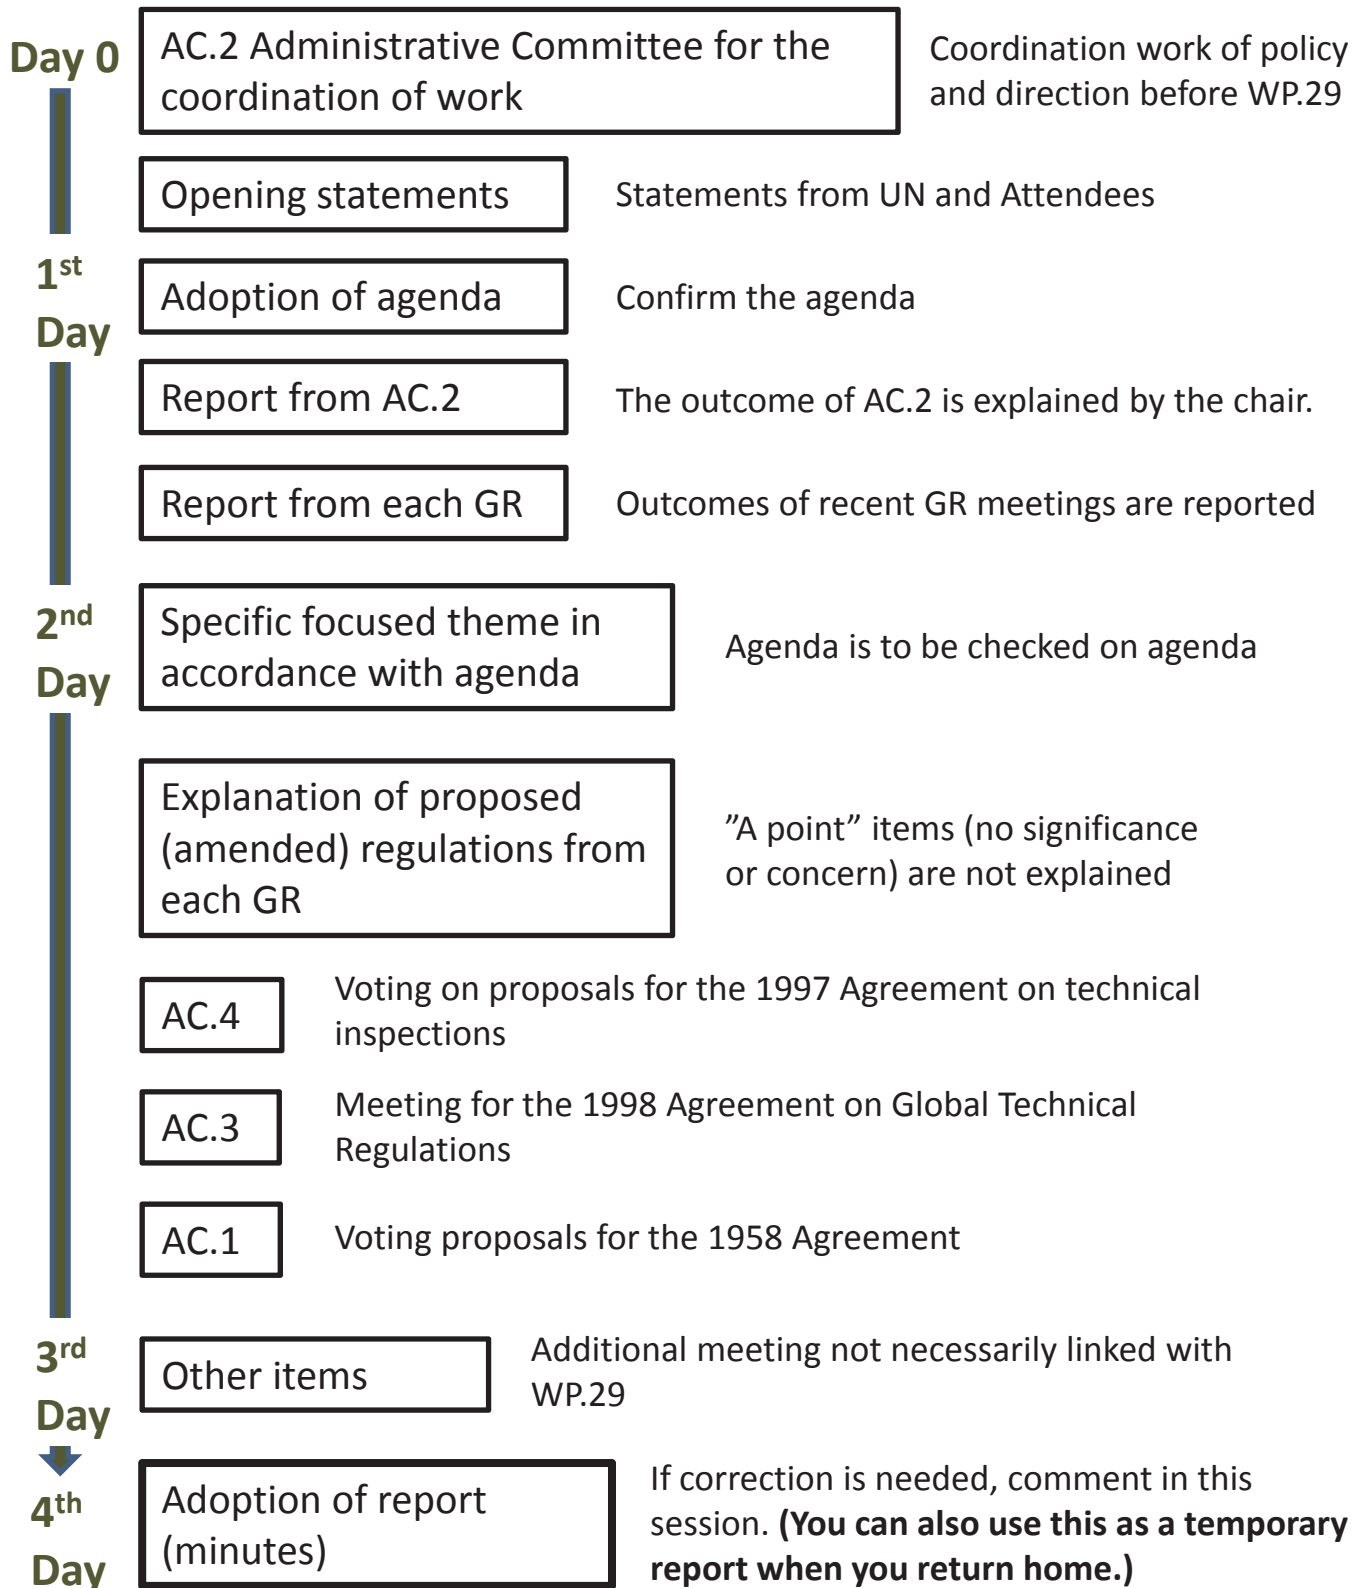 Day 0
AC.2 Administrative Committee for the
coordination of work
Coordination work of policy
and direction before WP.29
Opening statements
Statements from UN and Attendees
1st
Day
Adoption of agenda
Confirm the agenda
Report from AC.2
The outcome of AC.2 is explained by the chair.
Report from each GR
Outcomes of recent GR meetings are reported
2nd
Day
Specific focused theme in
accordance with agenda
Agenda is to be checked on agenda
Explanation of proposed
(amended) regulations from
each GR
”A point” items (no significance
or concern) are not explained
AC.4
Voting on proposals for the 1997 Agreement on technical
inspections
AC.3
Meeting for the 1998 Agreement on Global Technical
Regulations
AC.1
Voting proposals for the 1958 Agreement
3rd
Day
Other items
Additional meeting not necessarily linked with
WP.29
4th
Day
Adoption of report
(minutes)
If correction is needed, comment in this
session. (You can also use this as a temporary
report when you return home.)